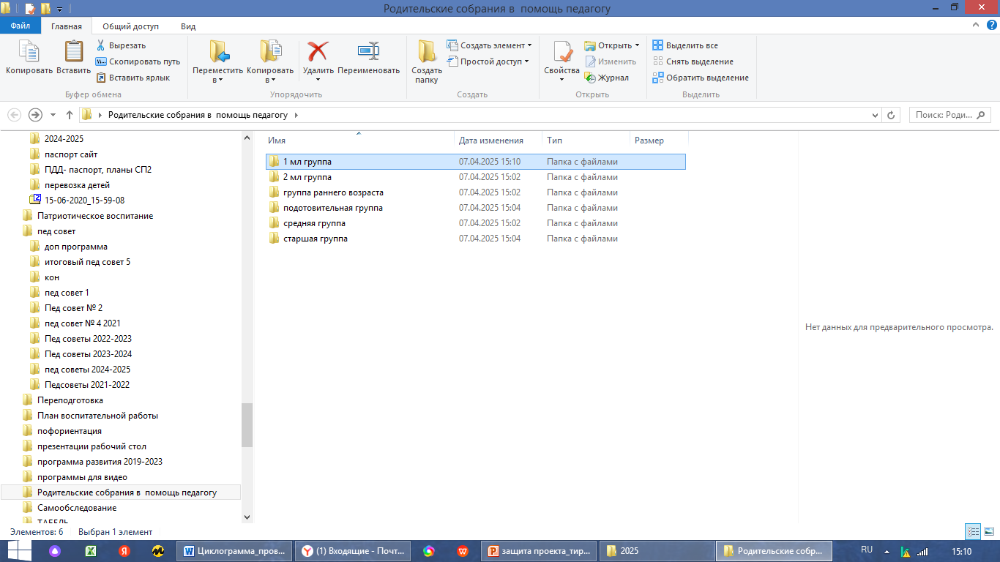 Родительские собрания в  помощь педагогу
Файл
Главная
Общий доступ
Вид
Копировать
Вставить
Вырезать
Скопировать путь
Вставить ярлык
Буфер обмена
Переместить в
Копировать в
Удалить
Переименовать
Упорядочить
Создать папку
Создать элемент
Простой доступ
Создать
Свойства
Открыть
Изменить
Журнал
Открыть
Выделить все
Снять выделение
Обратить выделение
Выделить
Родительские собрания в  помощь педагогу
Поиск: Роди...
2024-2025
паспорт сайт
ПДД- паспорт, планы СП2
перевозка детей
15-06-2020_15-59-08
Патриотическое воспитание
пед совет
доп программа
итоговый пед совет 5
кон
пед совет 1
Пед совет № 2
пед совет № 4 2021
Пед советы 2022-2023
Пед советы 2023-2024
пед советы 2024-2025
Педсоветы 2021-2022
Переподготовка
План воспитательной работы
пофориентация
презентации рабочий стол
программа развития 2019-2023
программы для видео
Родительские собрания в  помощь педагогу
Самообследование
ТАБЕЛЬ
Имя Дата изменения Тип Размер
1 мл группа 07.04.2025 15:10 Папка с файлами
2 мл группа 07.04.2025 15:02 Папка с файлами
группа раннего возраста 07.04.2025 15:02 Папка с файлами
подотовительная группа 07.04.2025 15:04 Папка с файлами
средняя группа 07.04.2025 15:02 Папка с файлами
старшая группа 07.04.2025 15:04 Папка с файлами
Нет данных для предварительного просмотра.
Элементов: 6 Выбран 1 элемент
Циклограмма_пров...
(1) Входящие - Почт...
защита проекта_тир...
2025
Родительские собр...
RU
15:10